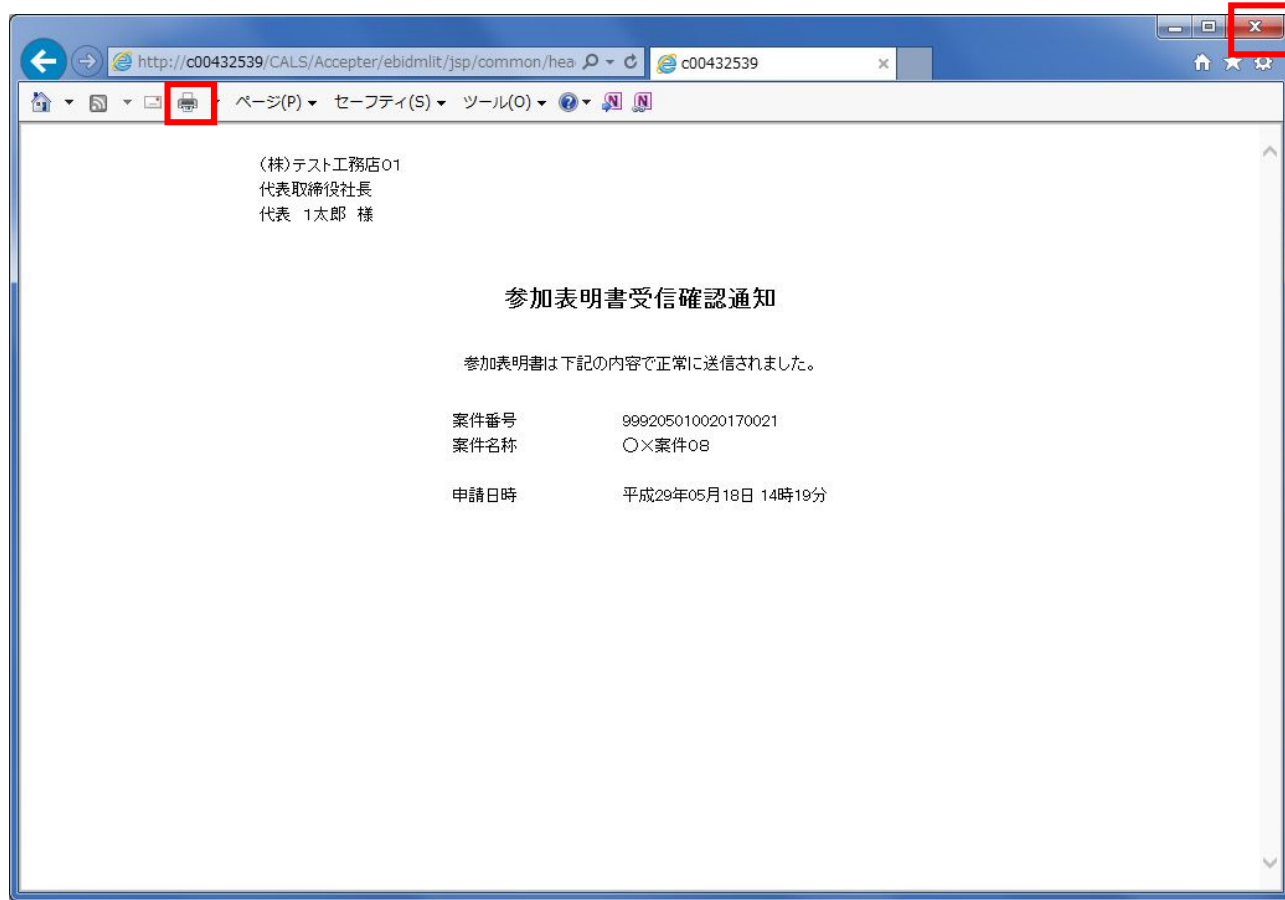 http://c00432539/CALS/Accepter/ebidmlit/jsp/common/hea
c00432539
ページ(P) セーフティ(S) ツール(O)
(株)テスト工務店01
代表取締役社長
代表 1太郎 様
参加表明書受信確認通知
参加表明書は下記の内容で正常に送信されました。
案件番号 999205010020170021
案件名称 〇×案件08
申請日時 平成29年05月18日 14時19分